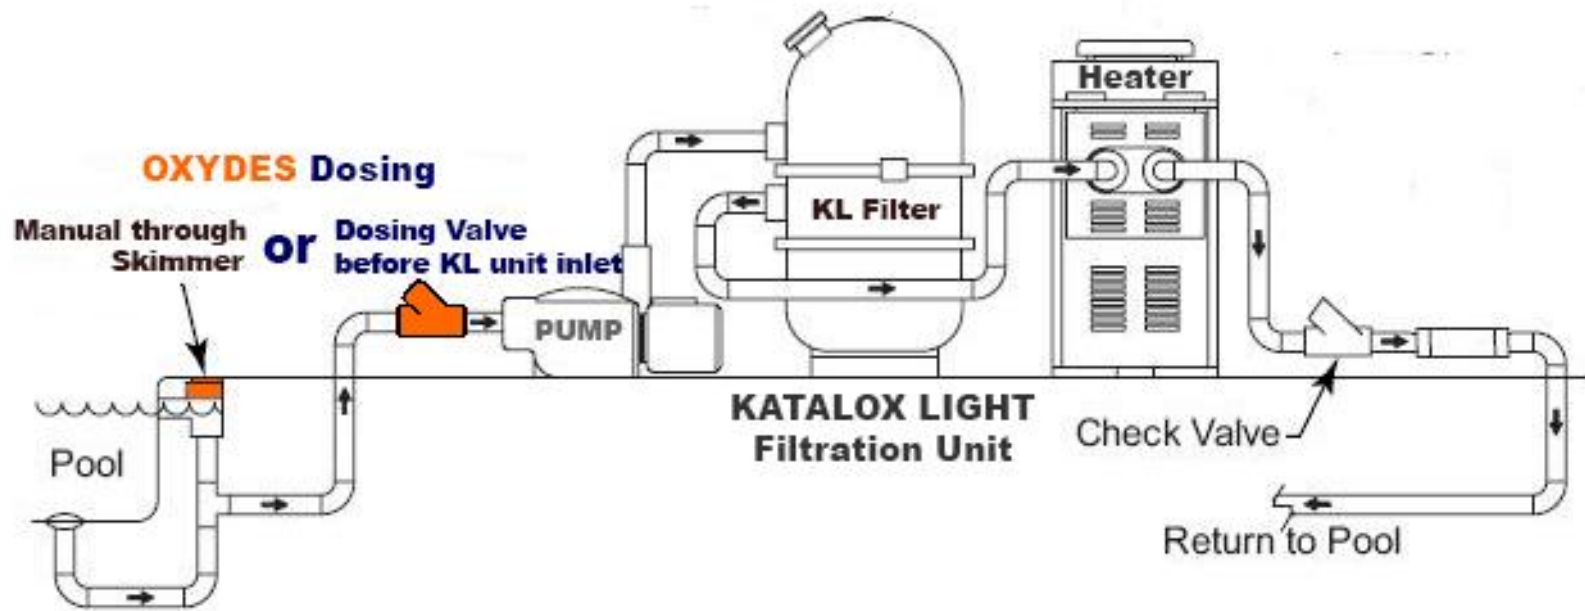 OXYDES Dosing
Manual through
Skimmer
or
Dosing Valve
before KL unit inlet
PUMP
KL Filter
Heater
KATALOX LIGHT
Filtration Unit
Check Valve
Pool
Return to Pool